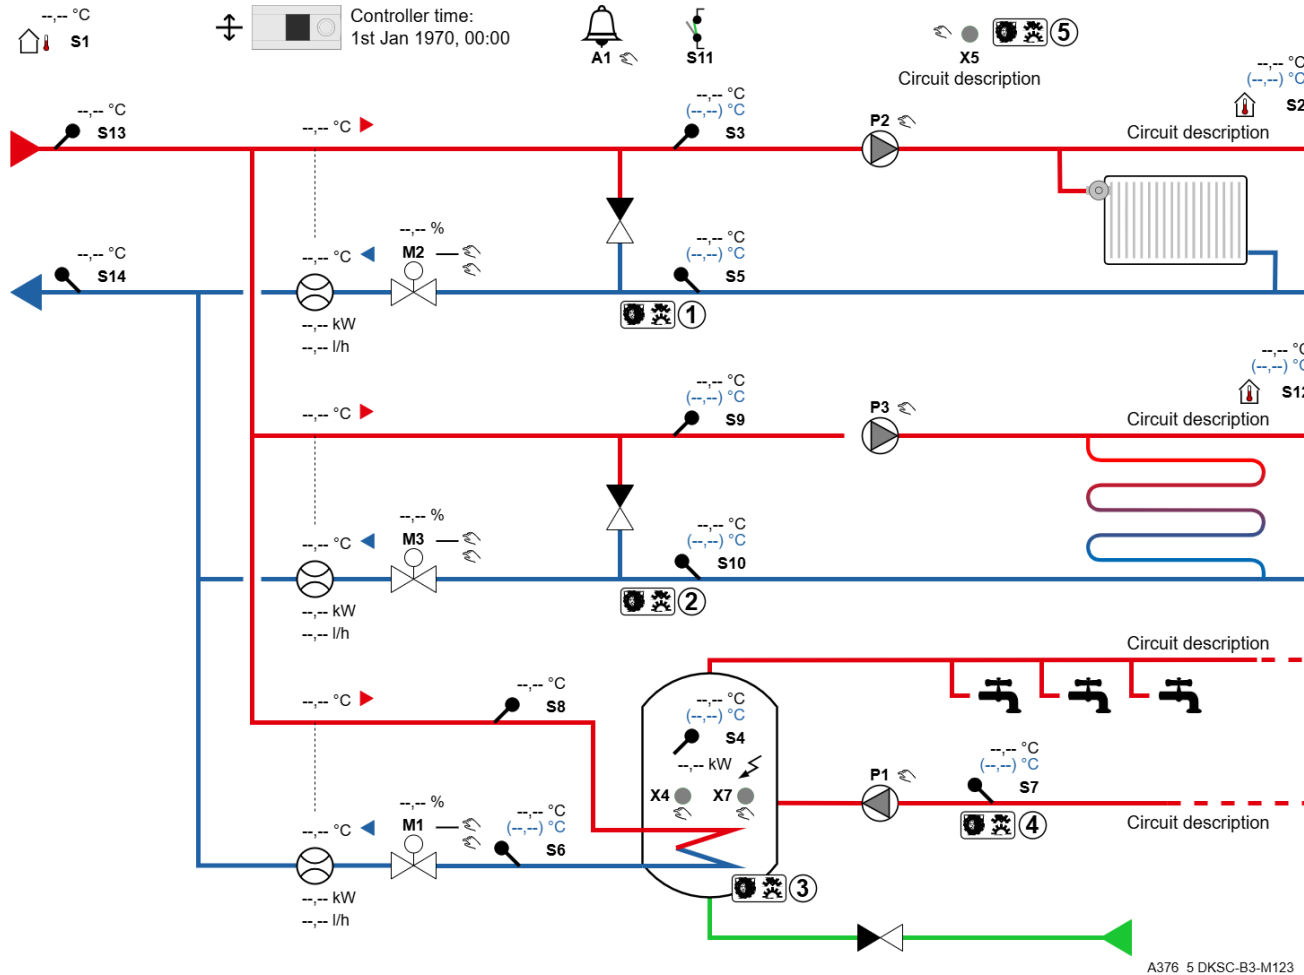 --,-- °C
S1
Controller time:
1st Jan 1970, 00:00
A1
S11
X5
5
Circuit description
--,-- °C
(--,--) °C
S2
--,-- °C
S13
--,-- °C
--,-- °C
(--,--) °C
S3
P2
Circuit description
--,-- °C
S14
--,-- °C
--,-- %
M2
--,-- °C
(--,--) °C
S5
--,-- kW
--,-- l/h
1
--,-- °C
(--,--) °C
S12
--,-- °C
--,-- °C
(--,--) °C
S9
P3
Circuit description
--,-- °C
--,-- %
M3
--,-- °C
(--,--) °C
S10
--,-- kW
--,-- l/h
2
Circuit description
--,-- °C
--,-- °C
S8
--,-- °C
(--,--) °C
S4
--,-- kW
X4
X7
P1
--,-- °C
(--,--) °C
S7
4
Circuit description
--,-- °C
--,-- %
M1
--,-- °C
(--,--) °C
S6
--,-- kW
--,-- l/h
3
A376 5 DKSC-B3-M123